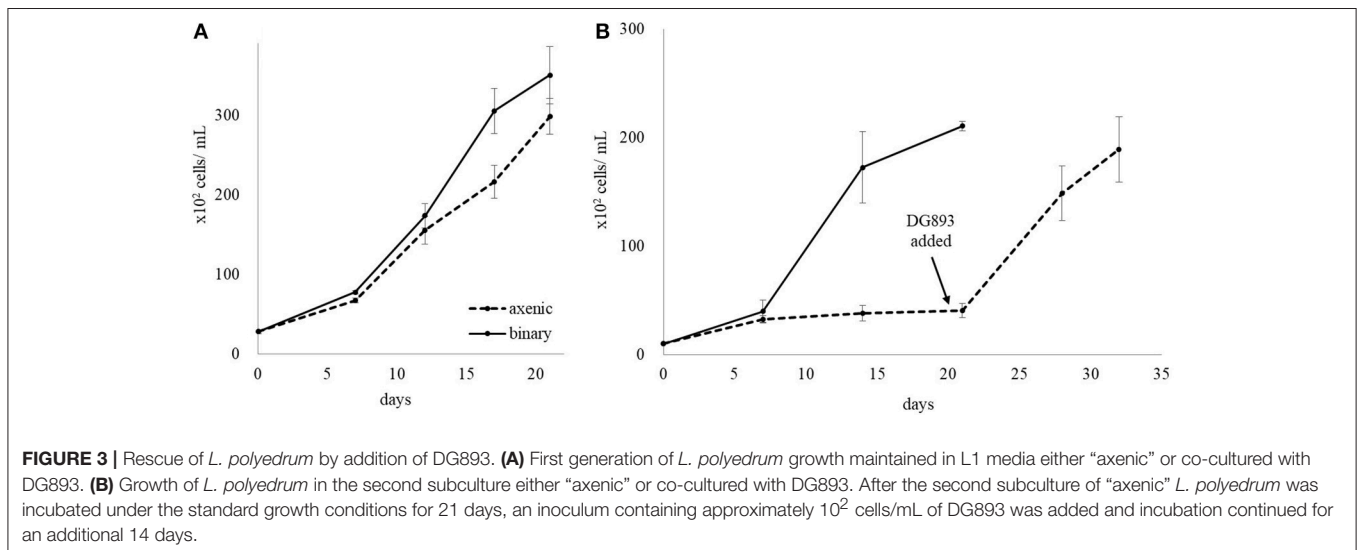 A
x10² cells/ mL
300
200
100
0
0 5 10 15 20
days
axenic
binary
B
x10² cells/ mL
300
200
100
0
0 5 10 15 20 25 30 35
days
DG893
added
FIGURE 3 | Rescue of L. polyedrum by addition of DG893. (A) First generation of L. polyedrum growth maintained in L1 media either “axenic” or co-cultured with
DG893. (B) Growth of L. polyedrum in the second subculture either “axenic” or co-cultured with DG893. After the second subculture of “axenic” L. polyedrum was
incubated under the standard growth conditions for 21 days, an inoculum containing approximately 10² cells/mL of DG893 was added and incubation continued for
an additional 14 days.